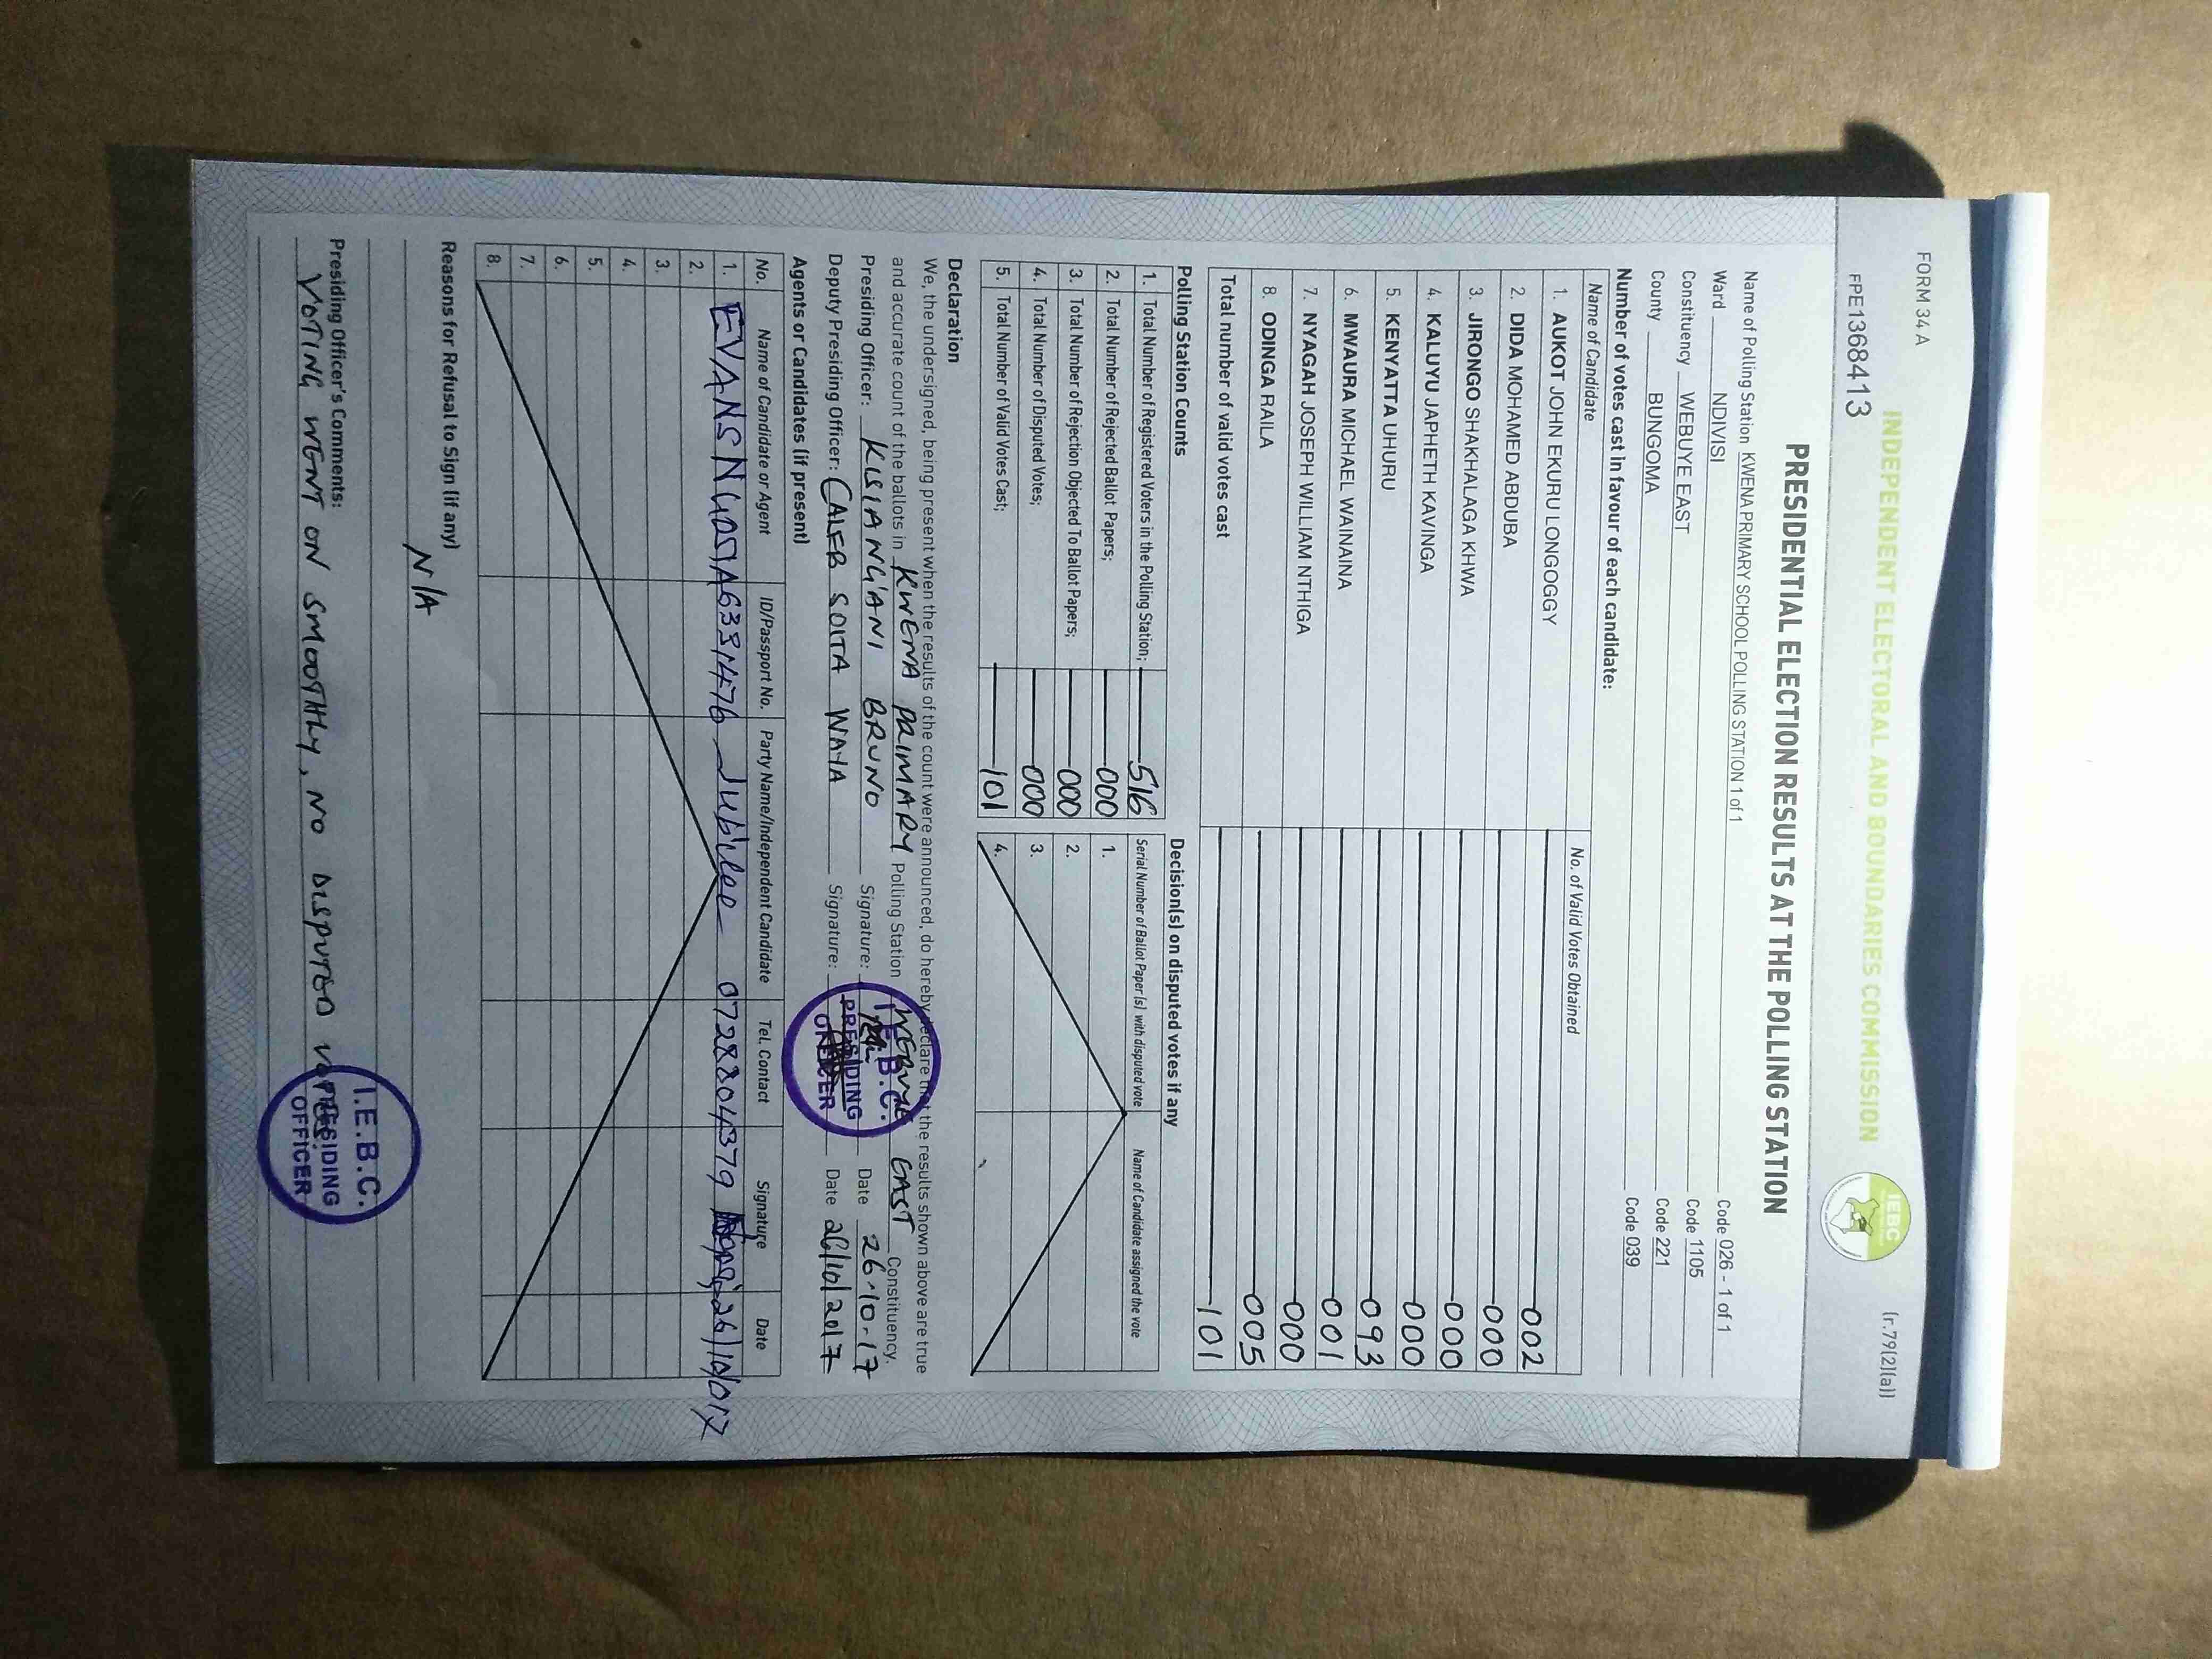 FORM 34 A
(r.79(2)(a))
INDEPENDENT ELECTORAL AND BOUNDARIES COMMISSION
IEBC
FPE1368413
PRESIDENTIAL ELECTION RESULTS AT THE POLLING STATION
Name of Polling Station KWENA PRIMARY SCHOOL POLLING STATION 1 of 1 Code 026 - 1 of 1
Ward NDIVISI Code 1105
Constituency WEBUYE EAST Code 221
County BUNGOMA Code 039
Number of votes cast in favour of each candidate:
Name of Candidate No. of Valid Votes Obtained
1. AUKOT JOHN EKURU LONGOGGY 002
2. DIDA MOHAMED ABDUBA 000
3. JIRONGO SHAKHALAGA KHWA 000
4. KALUYU JAPHETH KAVINGA 000
5. KENYATTA UHURU 093
6. MWAURA MICHAEL WAINAINA 001
7. NYAGAH JOSEPH WILLIAM NTHIGA 000
8. ODINGA RAILA 005
Total number of valid votes cast 101
Polling Station Counts
1. Total Number of Registered Voters in the Polling Station; 516
2. Total Number of Rejected Ballot Papers; 000
3. Total Number of Rejection Objected To Ballot Papers; 000
4. Total Number of Disputed Votes; 000
5. Total Number of Valid Votes Cast; 101
Decision(s) on disputed votes if any
Serial Number of Ballot Paper (s) with disputed vote Name of Candidate assigned the vote
1.
2.
3.
4.
Declaration
We, the undersigned, being present when the results of the count were announced, do hereby declare that the results shown above are true
and accurate count of the ballots in KWENA PRIMARY Polling Station WEBUYE EAST Constituency.
Presiding Officer: KISIANG'ANI BRUNO Signature: Date 26.10.17
Deputy Presiding Officer: CALEB SOITA WAYA Signature: Date 26/10/2017
I.E.B.C.
PRESIDING
OFFICER
Agents or Candidates (if present)
No. Name of Candidate or Agent ID/Passport No. Party Name/Independent Candidate Tel. Contact Signature Date
1. EVANS Jubilee 0728804379
2.
3.
4.
5.
6.
7.
8.
Reasons for Refusal to Sign (if any)
N/A
Presiding Officer's Comments:
VOTING WENT ON SMOOTHLY, NO DISPUTED VOTES
I.E.B.C.
PRESIDING
OFFICER